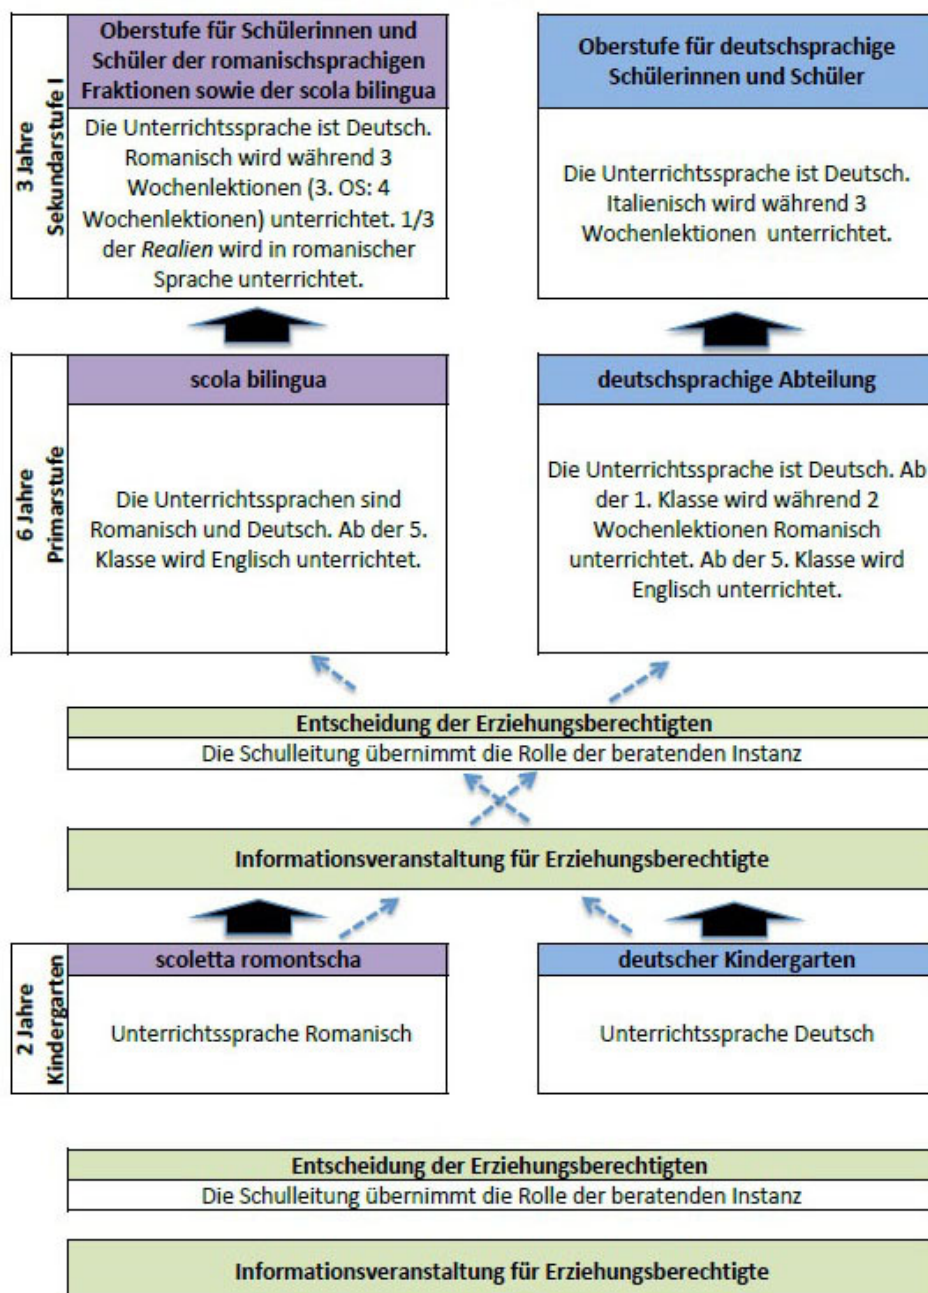 3 Jahre
Sekundarstufe I
Oberstufe für Schülerinnen und
Schüler der romanischsprachigen
Fraktionen sowie der scola bilingua
Die Unterrichtssprache ist Deutsch.
Romanisch wird während 3
Wochenlektionen (3. OS: 4
Wochenlektionen) unterrichtet. 1/3
der Realien wird in romanischer
Sprache unterrichtet.
Oberstufe für deutschsprachige
Schülerinnen und Schüler
Die Unterrichtssprache ist Deutsch.
Italienisch wird während 3
Wochenlektionen unterrichtet.
6 Jahre
Primarstufe
scola bilingua
Die Unterrichtssprachen sind
Romanisch und Deutsch. Ab der 5.
Klasse wird Englisch unterrichtet.
deutschsprachige Abteilung
Die Unterrichtssprache ist Deutsch. Ab
der 1. Klasse wird während 2
Wochenlektionen Romanisch
unterrichtet. Ab der 5. Klasse wird
Englisch unterrichtet.
Entscheidung der Erziehungsberechtigten
Die Schulleitung übernimmt die Rolle der beratenden Instanz
Informationsveranstaltung für Erziehungsberechtigte
2 Jahre
Kindergarten
scoletta romontscha
Unterrichtssprache Romanisch
deutscher Kindergarten
Unterrichtssprache Deutsch
Entscheidung der Erziehungsberechtigten
Die Schulleitung übernimmt die Rolle der beratenden Instanz
Informationsveranstaltung für Erziehungsberechtigte